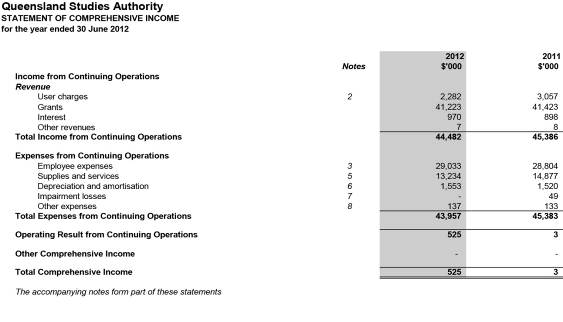 Queensland Studies Authority
STATEMENT OF COMPREHENSIVE INCOME
for the year ended 30 June 2012
2012 2011
Notes $'000 $'000
Income from Continuing Operations
Revenue
User charges 2 2,282 3,057
Grants 41,223 41,423
Interest 970 898
Other revenues 7 8
Total Income from Continuing Operations 44,482 45,386
Expenses from Continuing Operations
Employee expenses 3 29,033 28,804
Supplies and services 5 13,234 14,877
Depreciation and amortisation 6 1,553 1,520
Impairment losses 7 - 49
Other expenses 8 137 133
Total Expenses from Continuing Operations 43,957 45,383
Operating Result from Continuing Operations 525 3
Other Comprehensive Income - -
Total Comprehensive Income 525 3
The accompanying notes form part of these statements